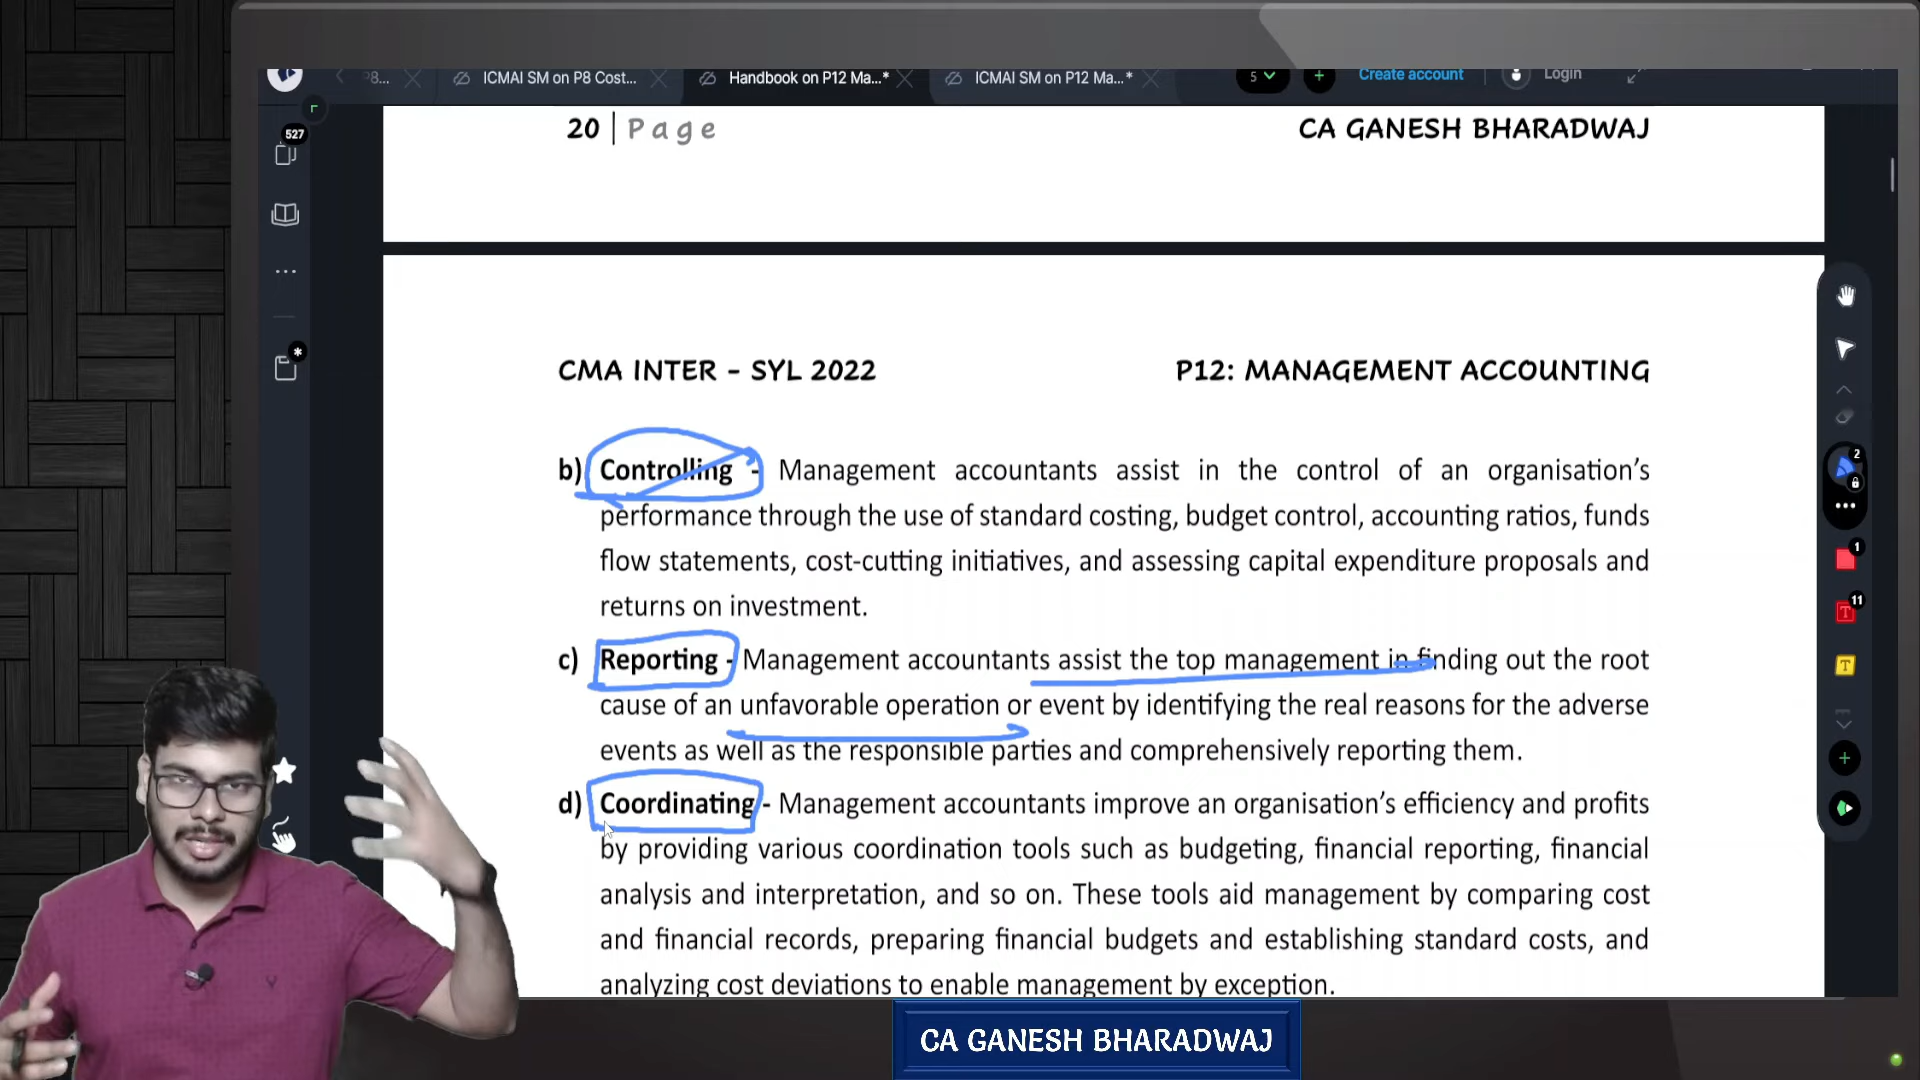 P8...
ICMAI SM on P8 Cost...
Handbook on P12 Ma...*
ICMAI SM on P12 Ma...*
5
Create account
Login
527
20 | Page
CA GANESH BHARADWAJ
CMA INTER - SYL 2022
P12: MANAGEMENT ACCOUNTING
b) Controlling - Management accountants assist in the control of an organisation's
performance through the use of standard costing, budget control, accounting ratios, funds
flow statements, cost-cutting initiatives, and assessing capital expenditure proposals and
returns on investment.
c) Reporting - Management accountants assist the top management in finding out the root
cause of an unfavorable operation or event by identifying the real reasons for the adverse
events as well as the responsible parties and comprehensively reporting them.
d) Coordinating - Management accountants improve an organisation's efficiency and profits
by providing various coordination tools such as budgeting, financial reporting, financial
analysis and interpretation, and so on. These tools aid management by comparing cost
and financial records, preparing financial budgets and establishing standard costs, and
analyzing cost deviations to enable management by exception.
2
1
T 11
T
CA GANESH BHARADWAJ